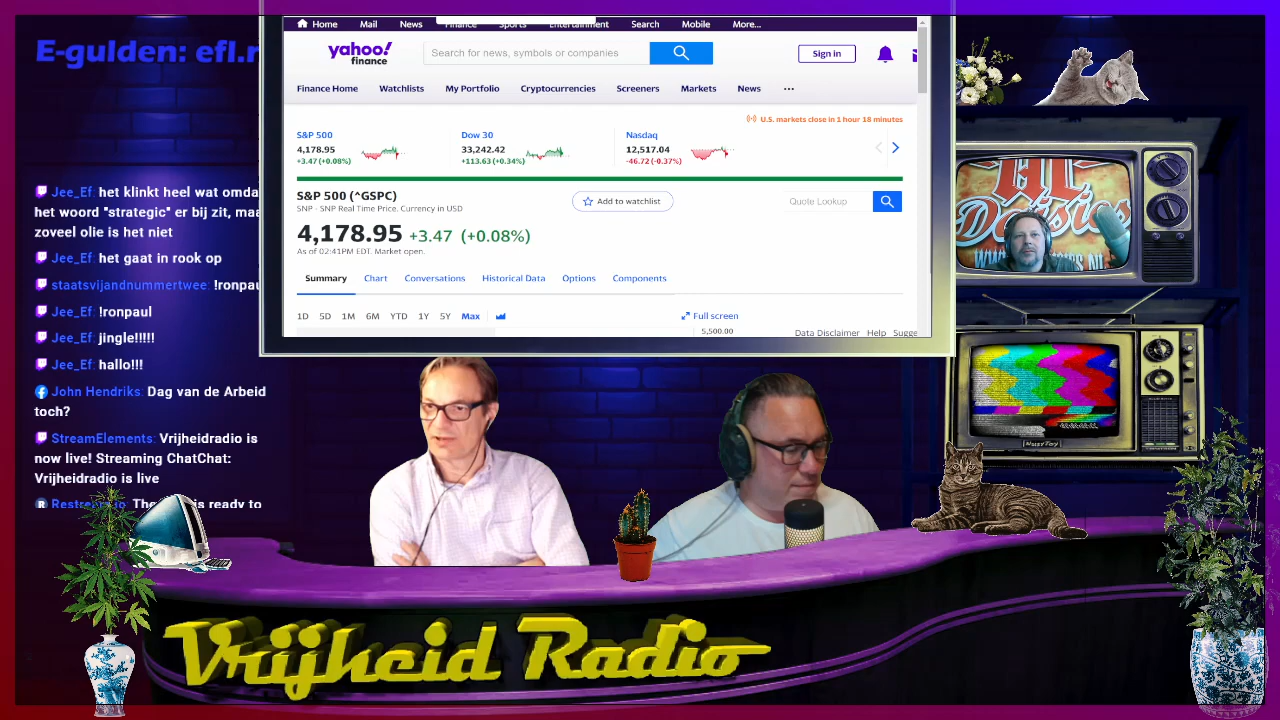 E-gulden: efl.
Jee_Ef: het klinkt heel wat omda
het word "strategic" er bij zit, maa
zoveel olie is het niet
Jee_Ef: het gaat in rook op
staatsvijandnummertwee: !ronpau
Jee_Ef: !ronpaul
Jee_Ef: jingle!!!!!
Jee_Ef: hallo!!!
John Hendriks: Dag van de Arbeid
toch?
StreamElements: Vrijheidradio is
now live! Streaming ChatChat:
Vrijheidradio is live
Home Mail News Finance Sports Entertainment Search Mobile More...
yahoo!
finance
Search for news, symbols or companies
Sign in
Finance Home Watchlists My Portfolio Cryptocurrencies Screeners Markets News ...
U.S. markets close in 1 hour 18 minutes
S&P 500 Dow 30 Nasdaq
4,178.95 33,242.42 12,517.04
+3.47 (+0.08%) +113.63 (+0.34%) -46.72 (-0.37%)
S&P 500 (^GSPC)
SNP - SNP Real Time Price. Currency in USD
Add to watchlist
Quote Lookup
4,178.95 +3.47 (+0.08%)
As of 02:41PM EDT. Market open.
Summary Chart Conversations Historical Data Options Components
1D 5D 1M 6M YTD 1Y 5Y Max Full screen
5,500.00
Data Disclaimer Help Sugge
Vrijheid Radio